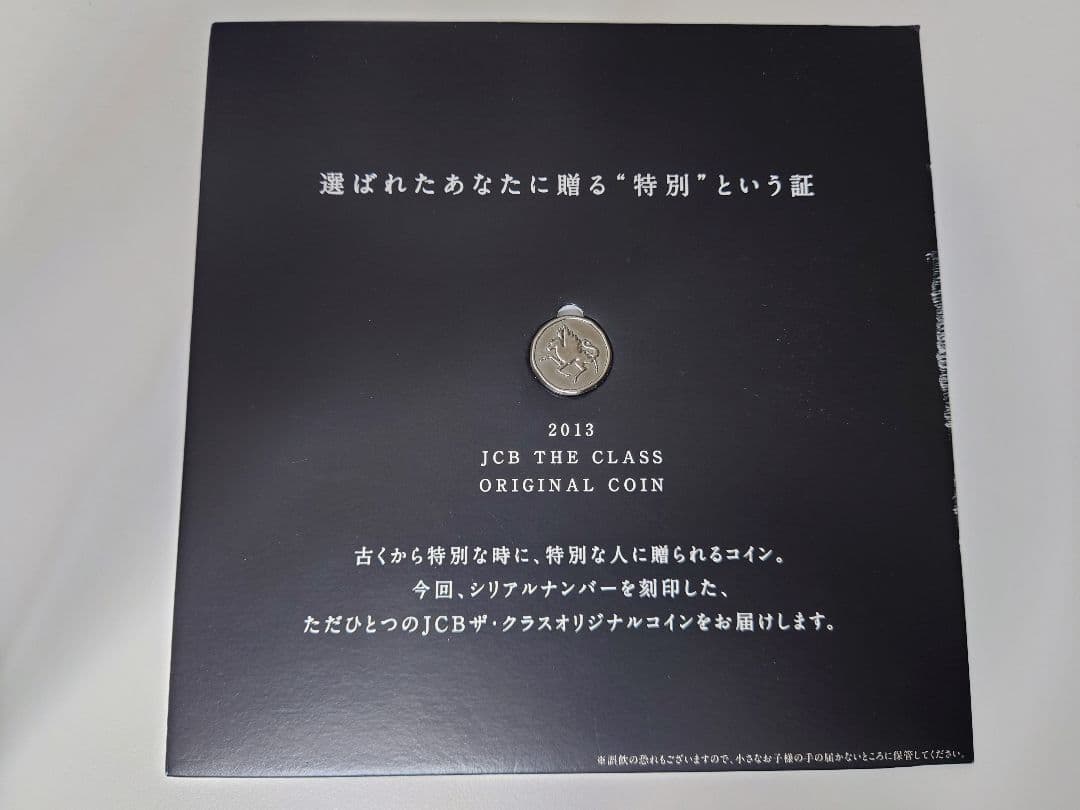 選ばれたあなたに贈る“特別”という証
2013
JCB THE CLASS
ORIGINAL COIN
古くから特別な時に、特別な人に贈られるコイン。
今回、シリアルナンバーを刻印した、
ただひとつのJCBザ・クラスオリジナルコインをお届けします。
※誤飲の恐れもございますので、小さなお子様の手の届かないところに保管してください。